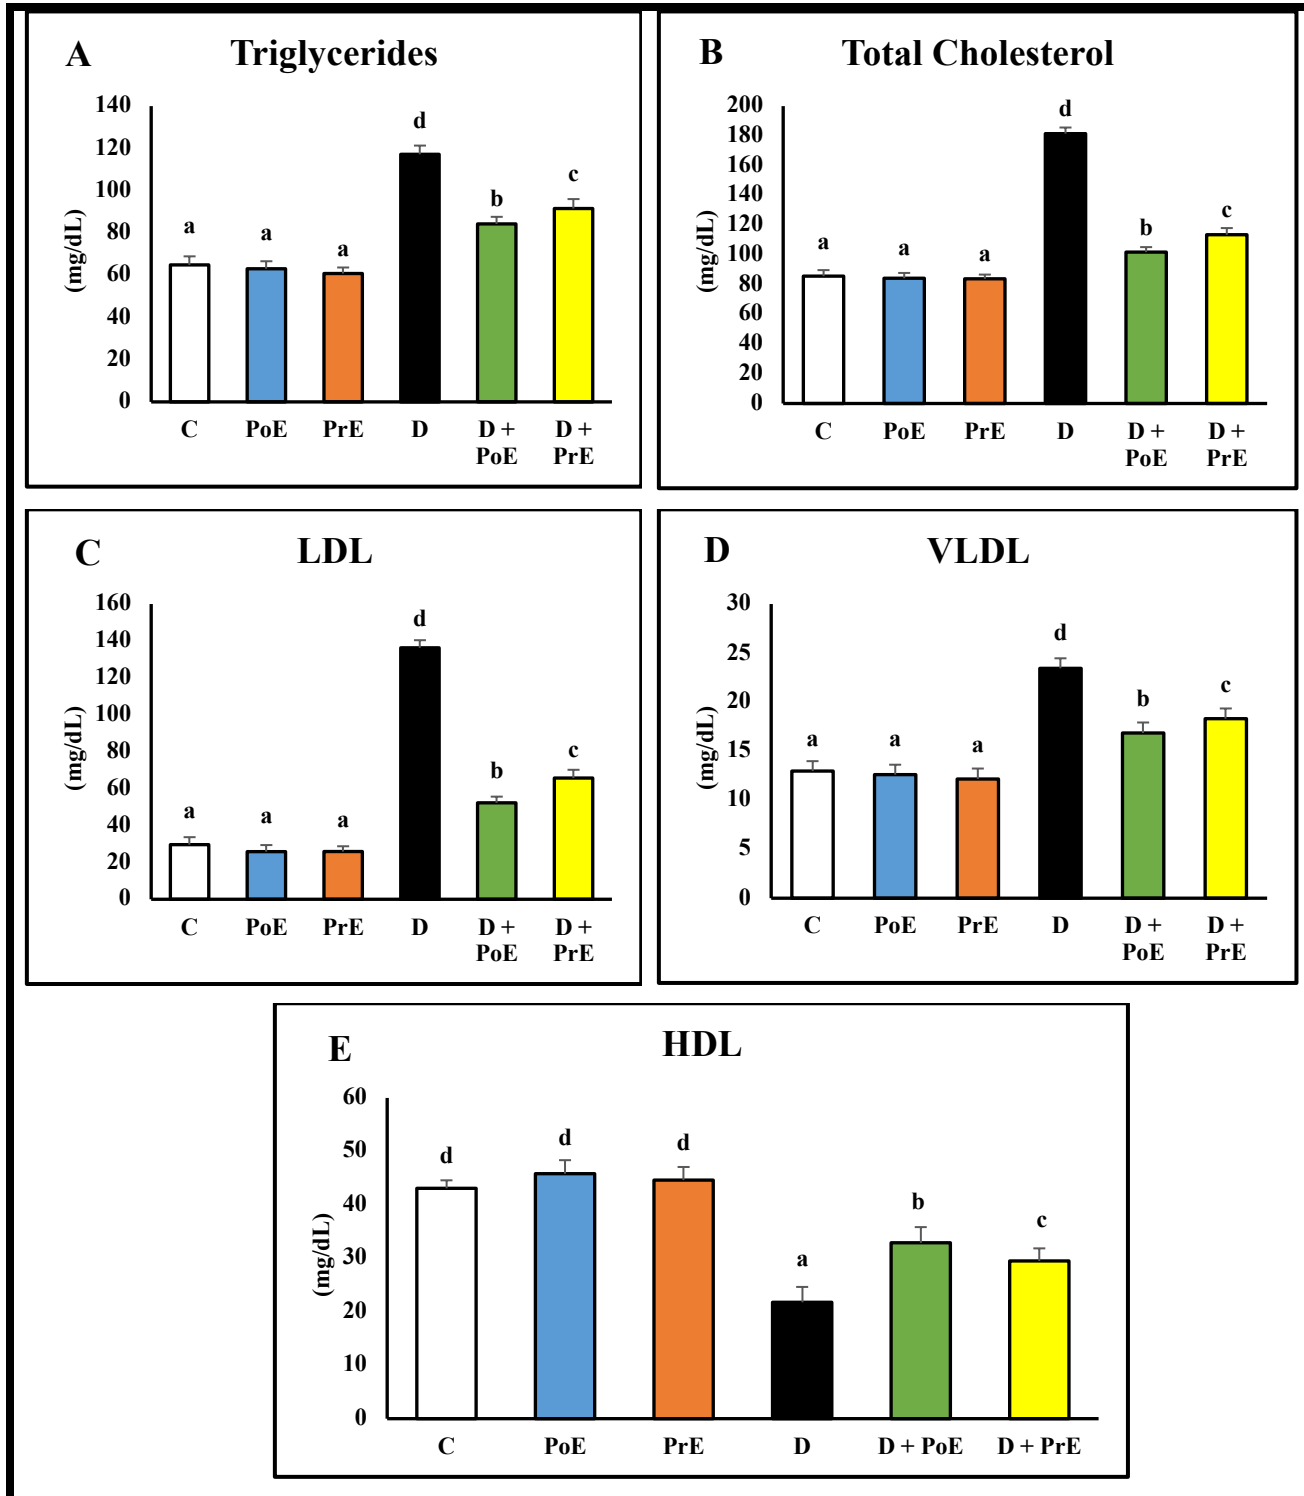 A Triglycerides
(mg/dL)
140
120
100
80
60
40
20
0
a a a d b c
C PoE PrE D D + PoE D + PrE
B Total Cholesterol
(mg/dL)
200
180
160
140
120
100
80
60
40
20
0
a a a d b c
C PoE PrE D D + PoE D + PrE
C LDL
(mg/dL)
160
140
120
100
80
60
40
20
0
a a a d b c
C PoE PrE D D + PoE D + PrE
D VLDL
(mg/dL)
30
25
20
15
10
5
0
a a a d b c
C PoE PrE D D + PoE D + PrE
E HDL
(mg/dL)
60
50
40
30
20
10
0
d d d a b c
C PoE PrE D D + PoE D + PrE